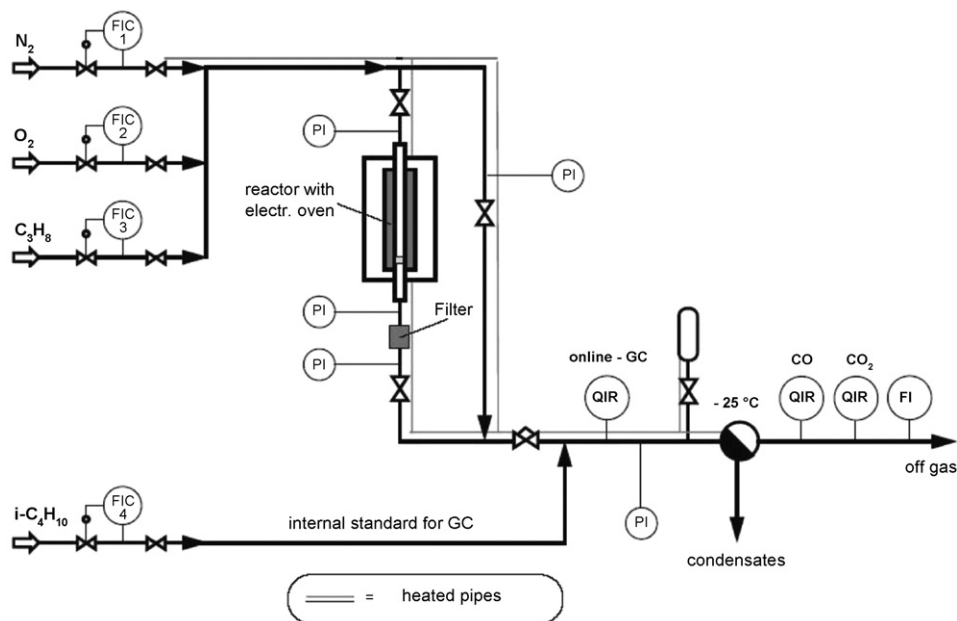 N2
FIC
1
O2
FIC
2
C3H8
FIC
3
PI
PI
reactor with
electr. oven
PI
Filter
PI
online - GC
QIR
- 25 °C
CO
QIR
CO2
QIR
FI
off gas
i-C4H10
FIC
4
internal standard for GC
PI
condensates
= heated pipes